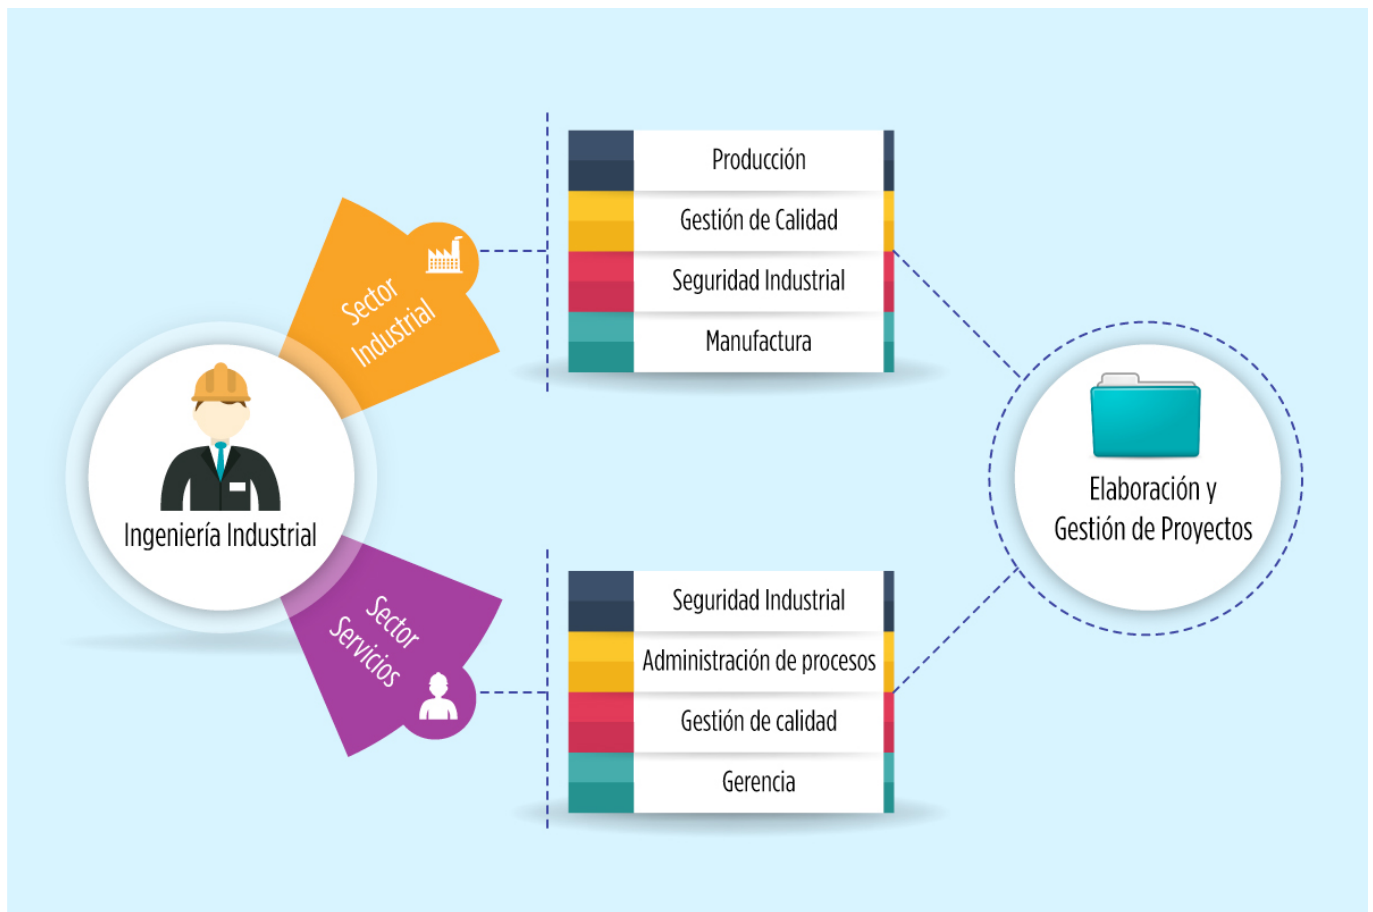 Ingeniería Industrial
Sector
Industrial
Producción
Gestión de Calidad
Seguridad Industrial
Manufactura
Sector
Servicios
Seguridad Industrial
Administración de procesos
Gestión de calidad
Gerencia
Elaboración y
Gestión de Proyectos